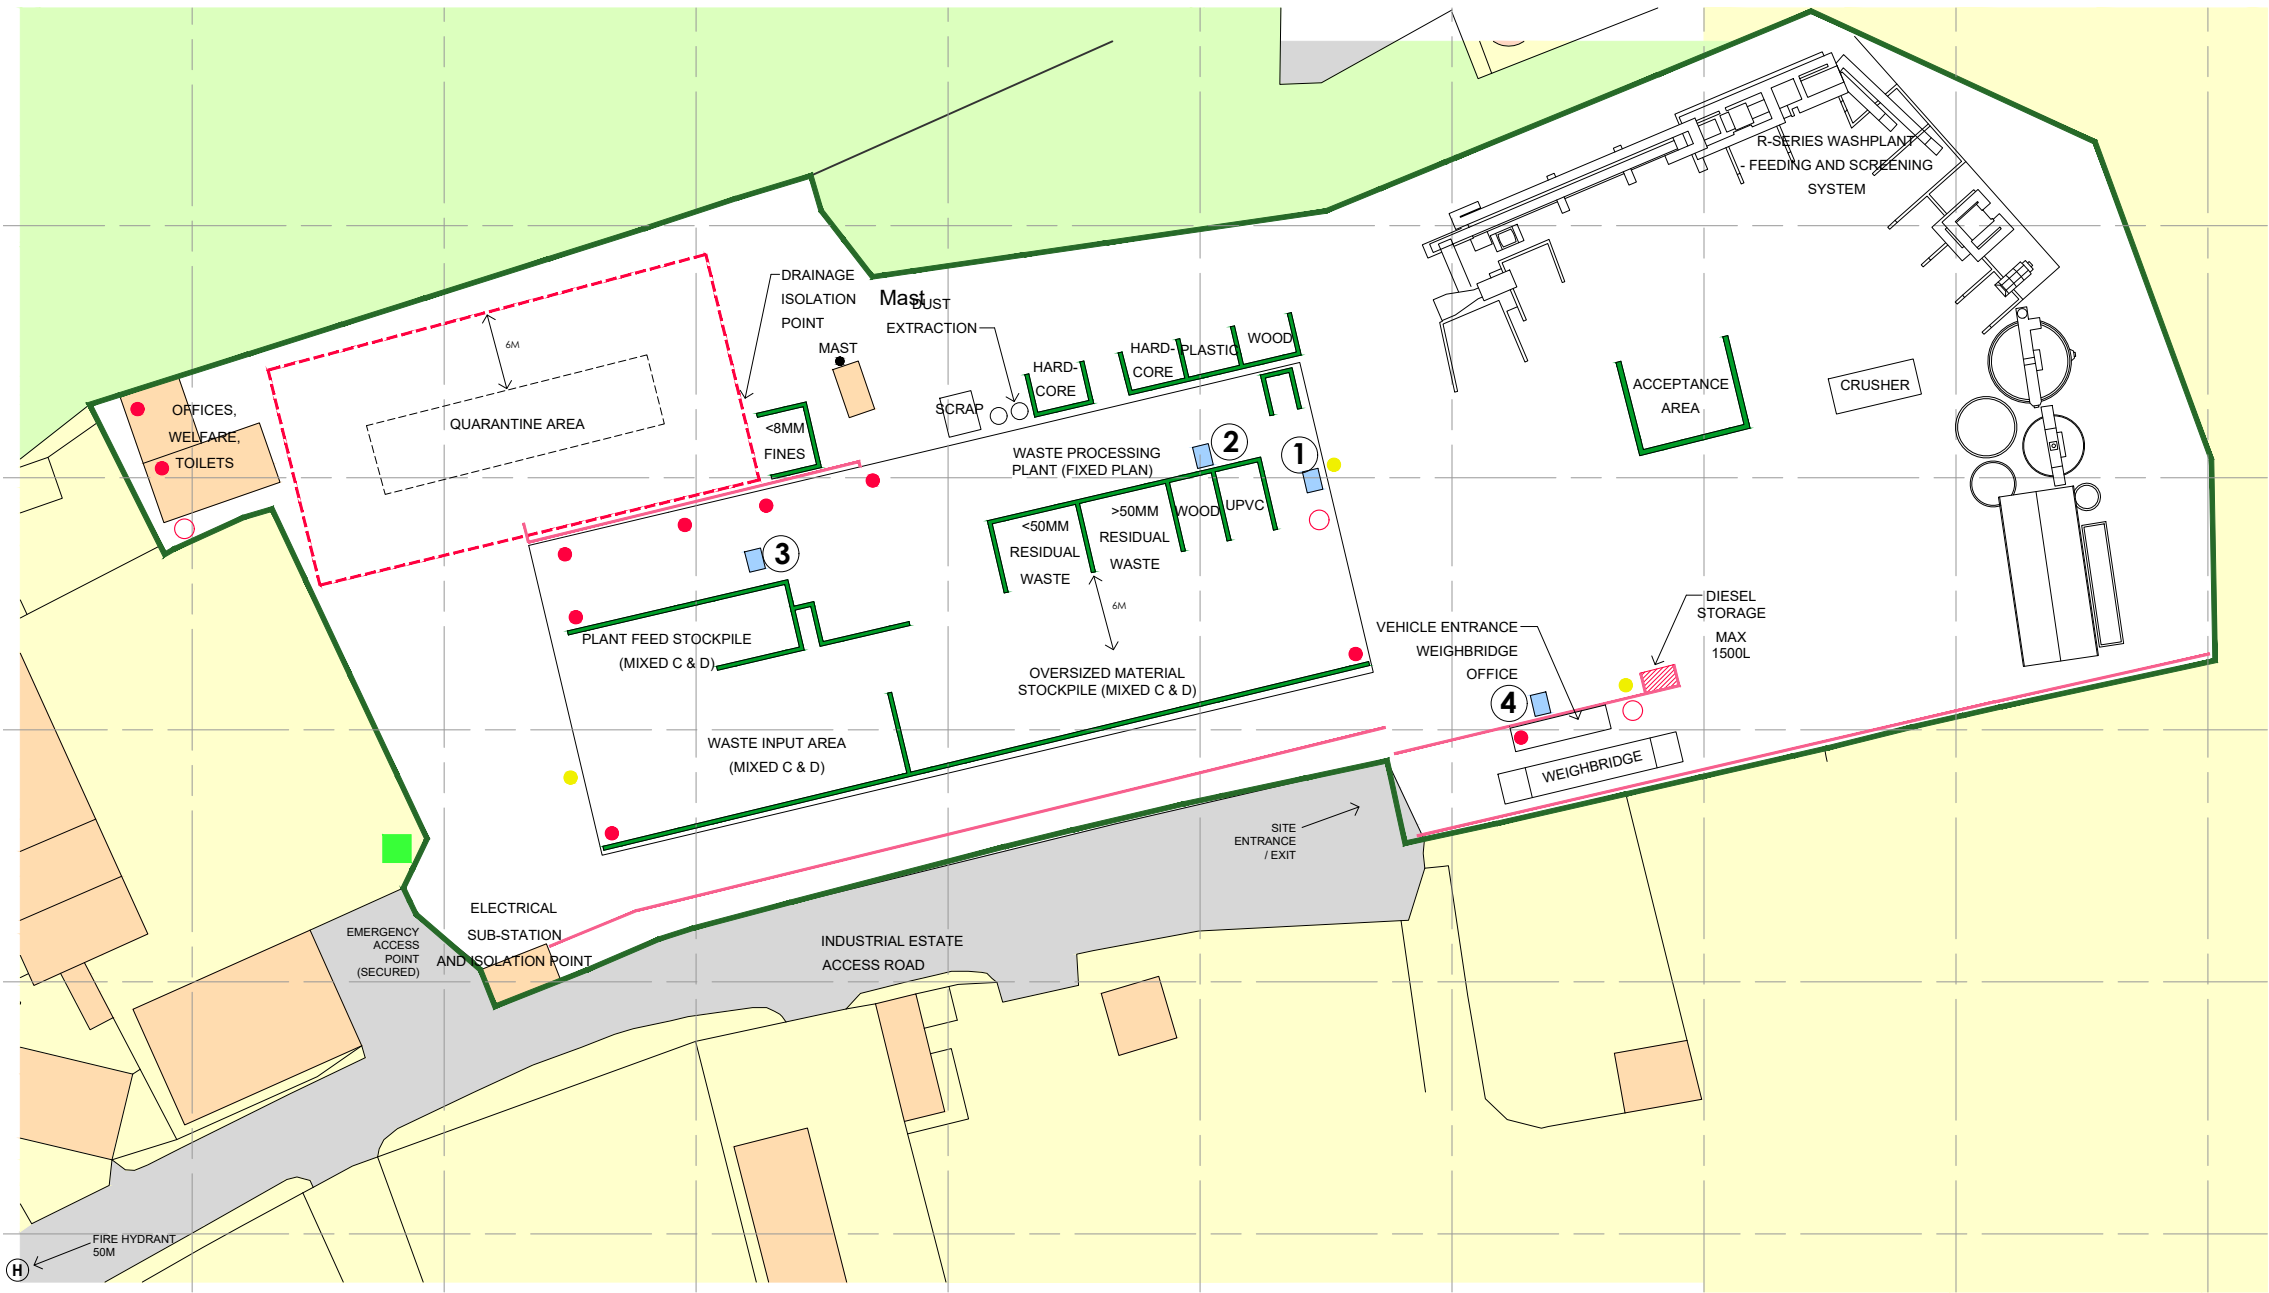 R-SERIES WASHPLANT
- FEEDING AND SCREENING
SYSTEM
DRAINAGE
ISOLATION
POINT
Mast
DUST
EXTRACTION
MAST
6M
QUARANTINE AREA
OFFICES,
WELFARE,
TOILETS
<8MM
FINES
SCRAP
HARD-
CORE
HARD-
CORE
PLASTIC
WOOD
ACCEPTANCE
AREA
CRUSHER
WASTE PROCESSING
PLANT (FIXED PLAN)
2
1
3
<50MM
RESIDUAL
WASTE
>50MM
RESIDUAL
WASTE
WOOD
UPVC
6M
PLANT FEED STOCKPILE
(MIXED C & D)
OVERSIZED MATERIAL
STOCKPILE (MIXED C & D)
WASTE INPUT AREA
(MIXED C & D)
VEHICLE ENTRANCE
WEIGHBRIDGE
OFFICE
4
DIESEL
STORAGE
MAX
1500L
WEIGHBRIDGE
SITE
ENTRANCE
/ EXIT
ELECTRICAL
SUB-STATION
AND ISOLATION POINT
EMERGENCY
ACCESS
POINT
(SECURED)
INDUSTRIAL ESTATE
ACCESS ROAD
FIRE HYDRANT
50M
H